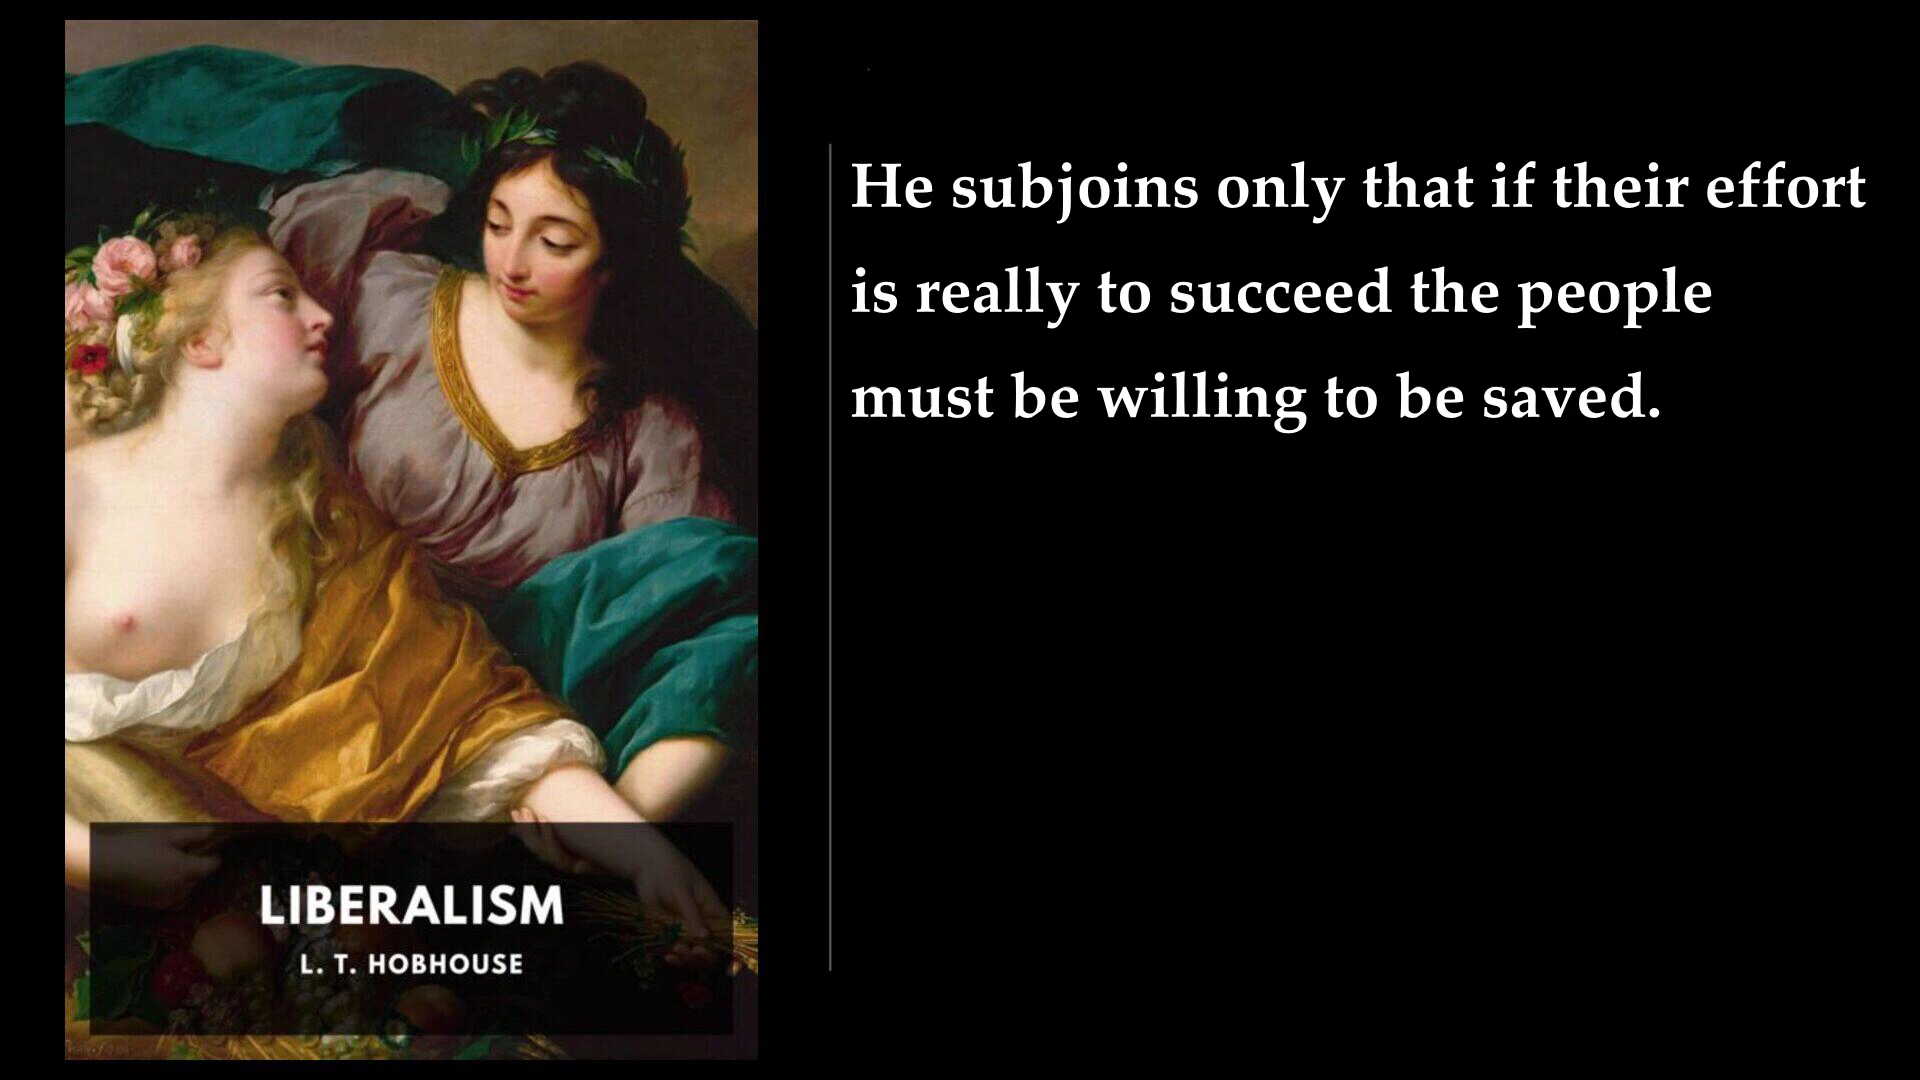 He subjoins only that if their effort
is really to succeed the people
must be willing to be saved.
LIBERALISM
L. T. HOBHOUSE